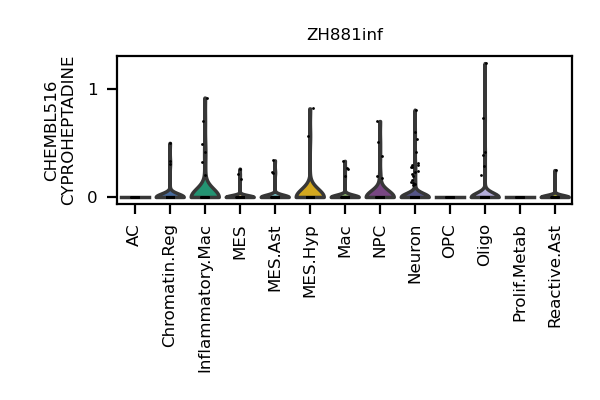 ZH881inf
CHEMBL516
CYPROHEPTADINE
1
0
AC
Chromatin.Reg
Inflammatory.Mac
MES
MES.Ast
MES.Hyp
Mac
NPC
Neuron
OPC
Oligo
Prolif.Metab
Reactive.Ast